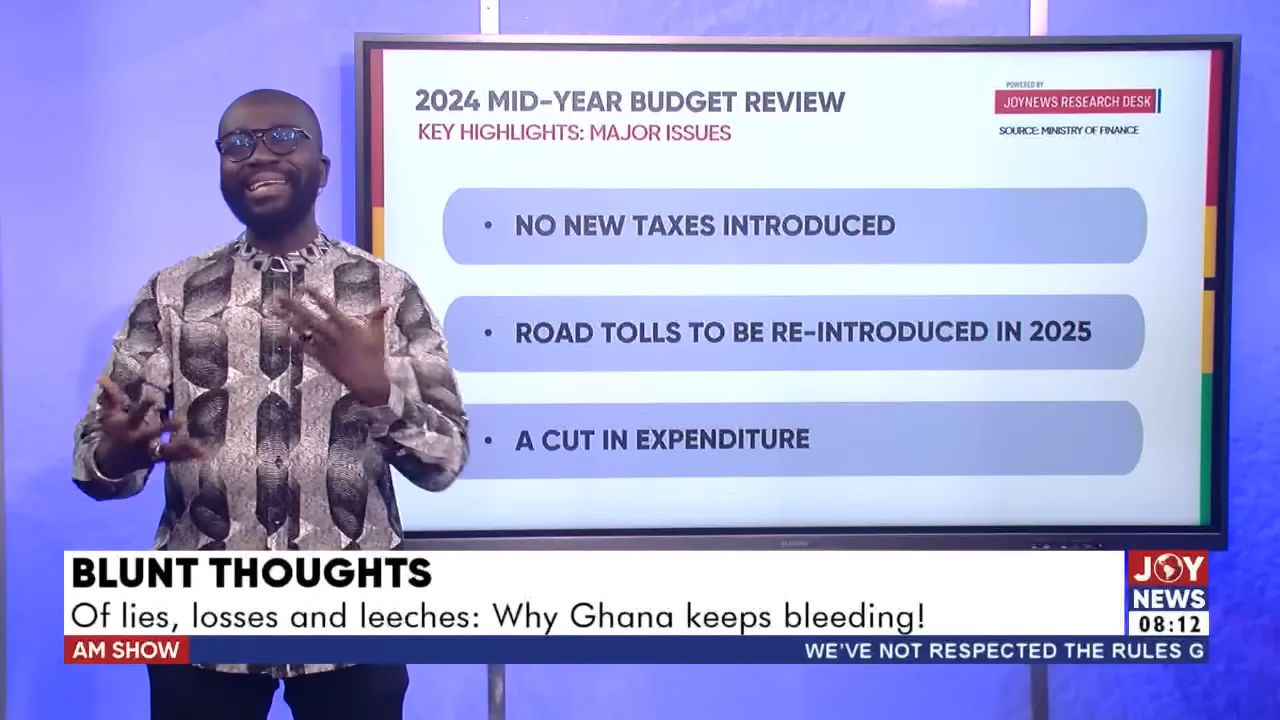 2024 MID-YEAR BUDGET REVIEW
KEY HIGHLIGHTS: MAJOR ISSUES
POWERED BY
JOYNEWS RESEARCH DESK
SOURCE: MINISTRY OF FINANCE
• NO NEW TAXES INTRODUCED
• ROAD TOLLS TO BE RE-INTRODUCED IN 2025
• A CUT IN EXPENDITURE
BLUNT THOUGHTS
Of lies, losses and leeches: Why Ghana keeps bleeding!
JOY
NEWS
08:12
AM SHOW
WE'VE NOT RESPECTED THE RULES G